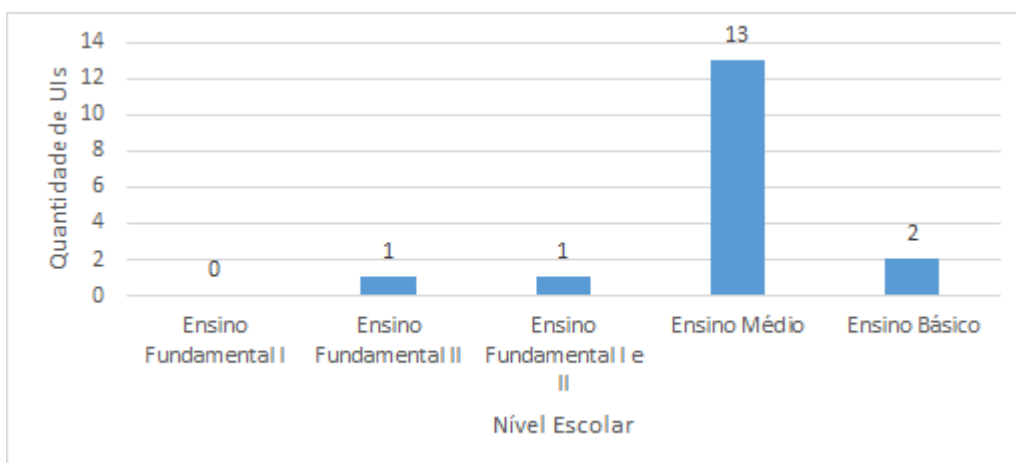 Quantidade de UIs
14
12
10
8
6
4
2
0
0
1
1
13
2
Ensino
Fundamental I
Ensino
Fundamental II
Ensino
Fundamental I e
II
Ensino Médio
Ensino Básico
Nível Escolar